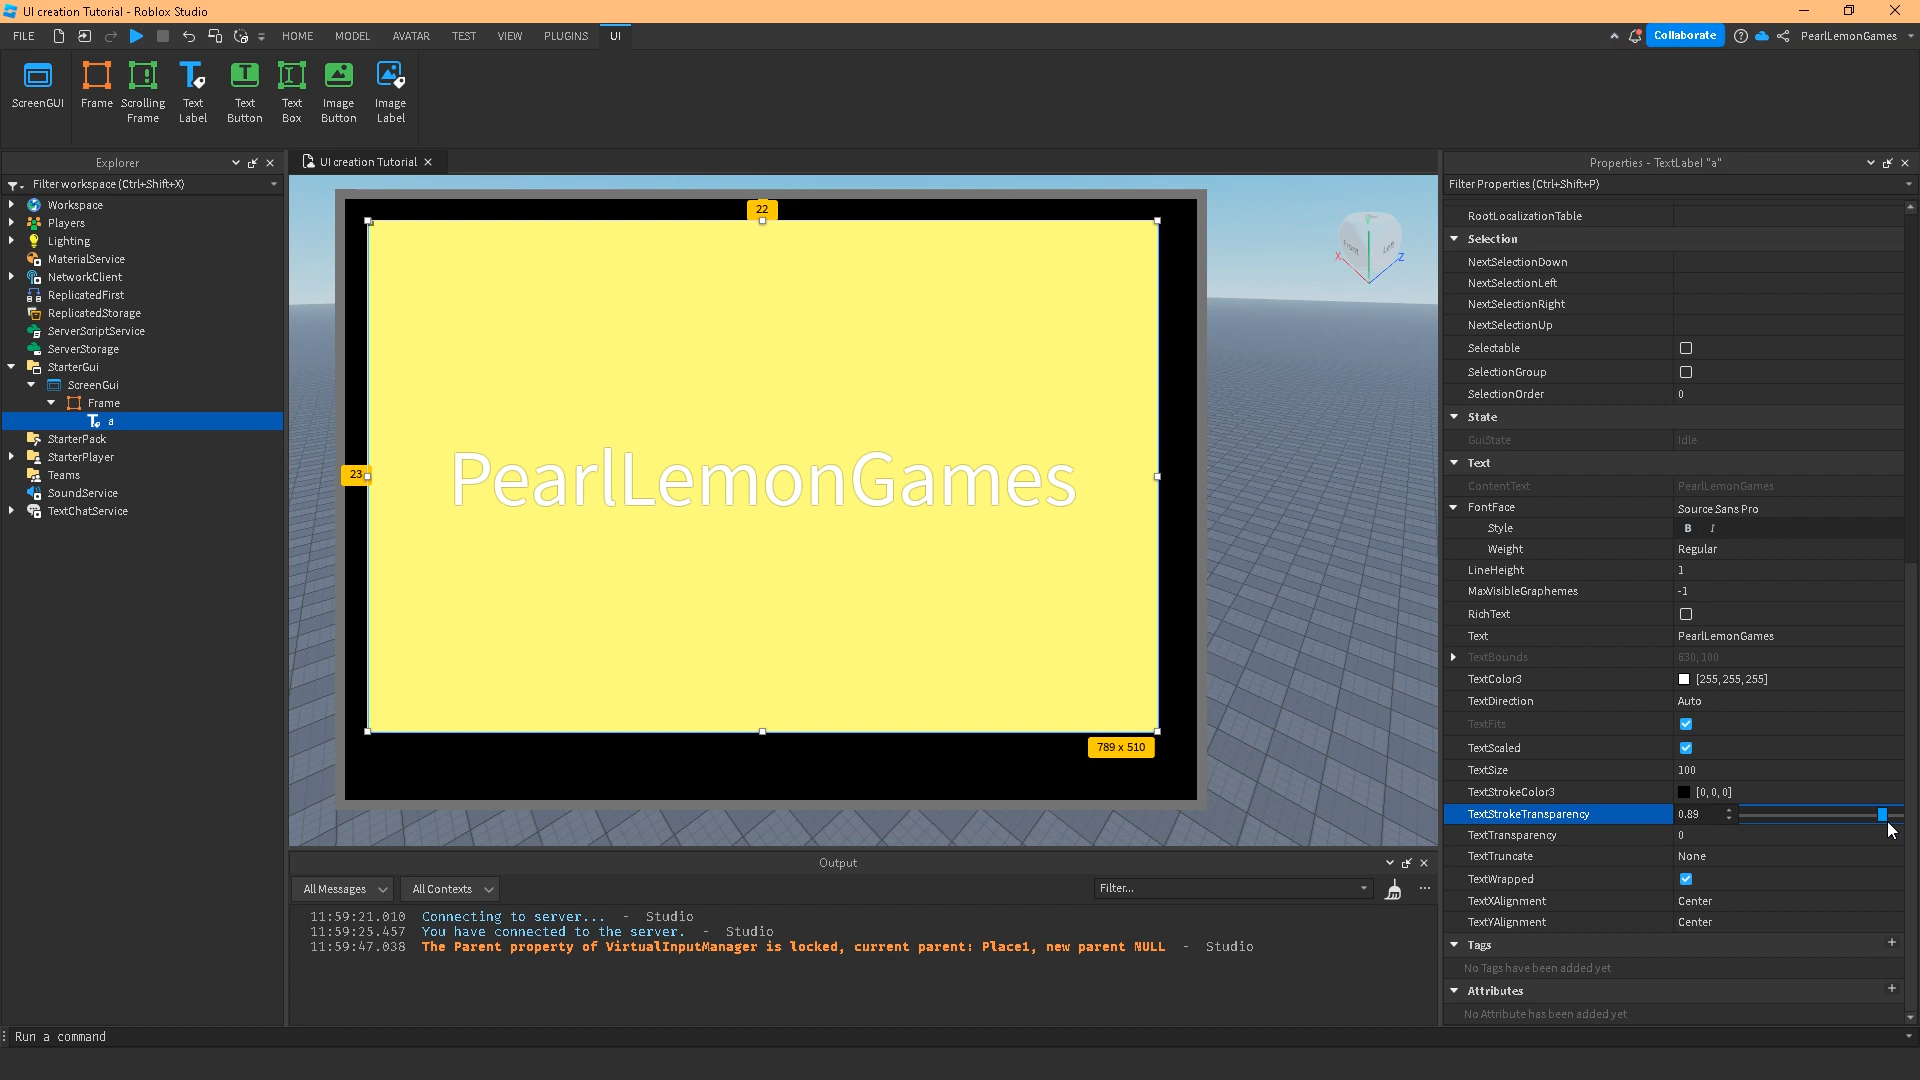 UI creation Tutorial - Roblox Studio
FILE HOME MODEL AVATAR TEST VIEW PLUGINS UI Collaborate PearlLemonGames
ScreenGUI Frame Scrolling Frame Text Label Text Button Text Box Image Button Image Label
Explorer
Filter workspace (Ctrl+Shift+X)
Workspace
Players
Lighting
MaterialService
NetworkClient
ReplicatedFirst
ReplicatedStorage
ServerScriptService
ServerStorage
StarterGui
ScreenGui
Frame
a
StarterPack
StarterPlayer
Teams
SoundService
TextChatService
UI creation Tutorial
22
23
PearlLemonGames
789 x 510
Front
Left
X
Y
Z
Output
All Messages All Contexts Filter...
11:59:21.010 Connecting to server... - Studio
11:59:25.457 You have connected to the server. - Studio
11:59:47.038 The Parent property of VirtualInputManager is locked, current parent: Place1, new parent NULL - Studio
Properties - TextLabel "a"
Filter Properties (Ctrl+Shift+P)
RootLocalizationTable
Selection
NextSelectionDown
NextSelectionLeft
NextSelectionRight
NextSelectionUp
Selectable
SelectionGroup
SelectionOrder 0
State
GuiState Idle
Text
ContentText PearlLemonGames
FontFace Source Sans Pro
Style B I
Weight Regular
LineHeight 1
MaxVisibleGraphemes -1
RichText
Text PearlLemonGames
TextBounds 630, 100
TextColor3 [255, 255, 255]
TextDirection Auto
TextFits
TextScaled
TextSize 100
TextStrokeColor3 [0, 0, 0]
TextStrokeTransparency 0.89
TextTransparency 0
TextTruncate None
TextWrapped
TextXAlignment Center
TextYAlignment Center
Tags
No Tags have been added yet
Attributes
No Attribute has been added yet
Run a command